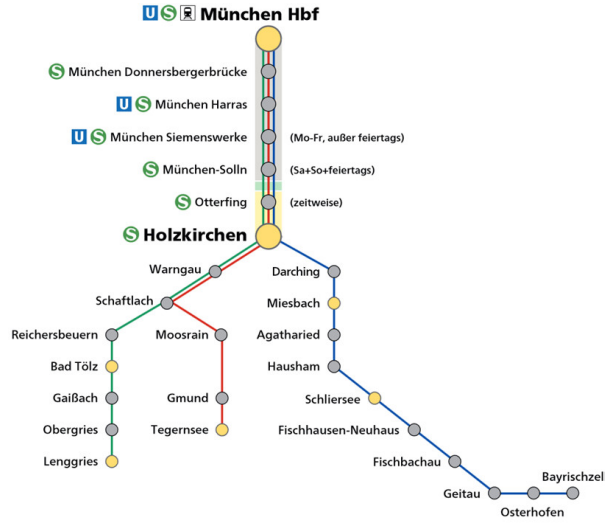 U S München Hbf
S München Donnersbergerbrücke
U S München Harras
U S München Siemenswerke (Mo-Fr, außer feiertags)
S München-Solln (Sa+So+feiertags)
S Otterfing (zeitweise)
S Holzkirchen
Warngau
Darching
Schaftlach
Miesbach
Reichersbeuern
Moosrain
Agatharied
Bad Tölz
Hausham
Gaißach
Gmund
Schliersee
Obergries
Tegernsee
Fischhausen-Neuhaus
Lenggries
Fischbachau
Bayrischzell
Geitau
Osterhofen